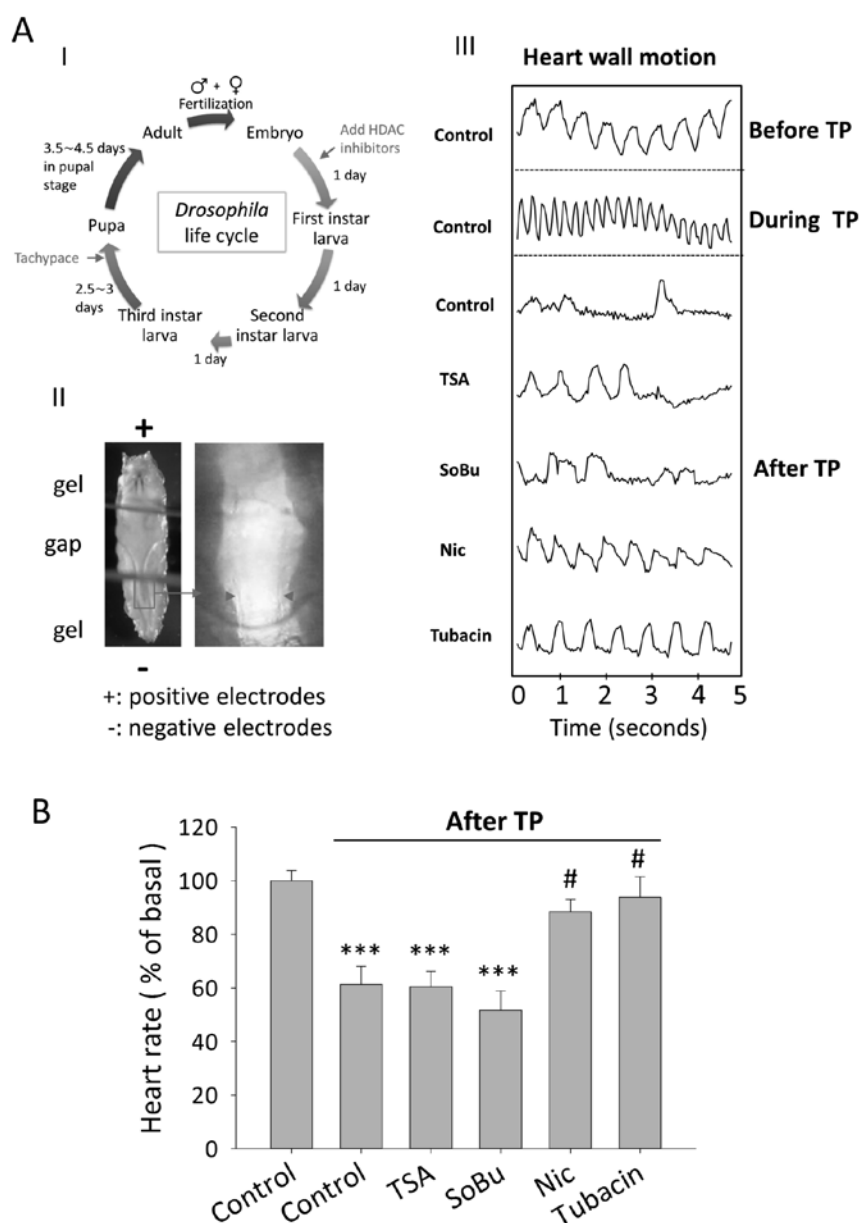 A
I
♂ + ♀
Fertilization
Adult
Embryo
Add HDAC
inhibitors
1 day
First instar
larva
1 day
Second
instar larva
1 day
Third instar
larva
2.5~3
days
Tachypace
Pupa
3.5~4.5 days
in pupal
stage
Drosophila
life cycle
II
+
gel
gap
gel
-
+: positive electrodes
-: negative electrodes
III
Heart wall motion
Control
Before TP
Control
During TP
Control
TSA
SoBu
After TP
Nic
Tubacin
0 1 2 3 4 5
Time (seconds)
B
After TP
Heart rate ( % of basal )
120
100
80
60
40
20
0
*** *** *** # #
Control Control TSA SoBu Nic Tubacin